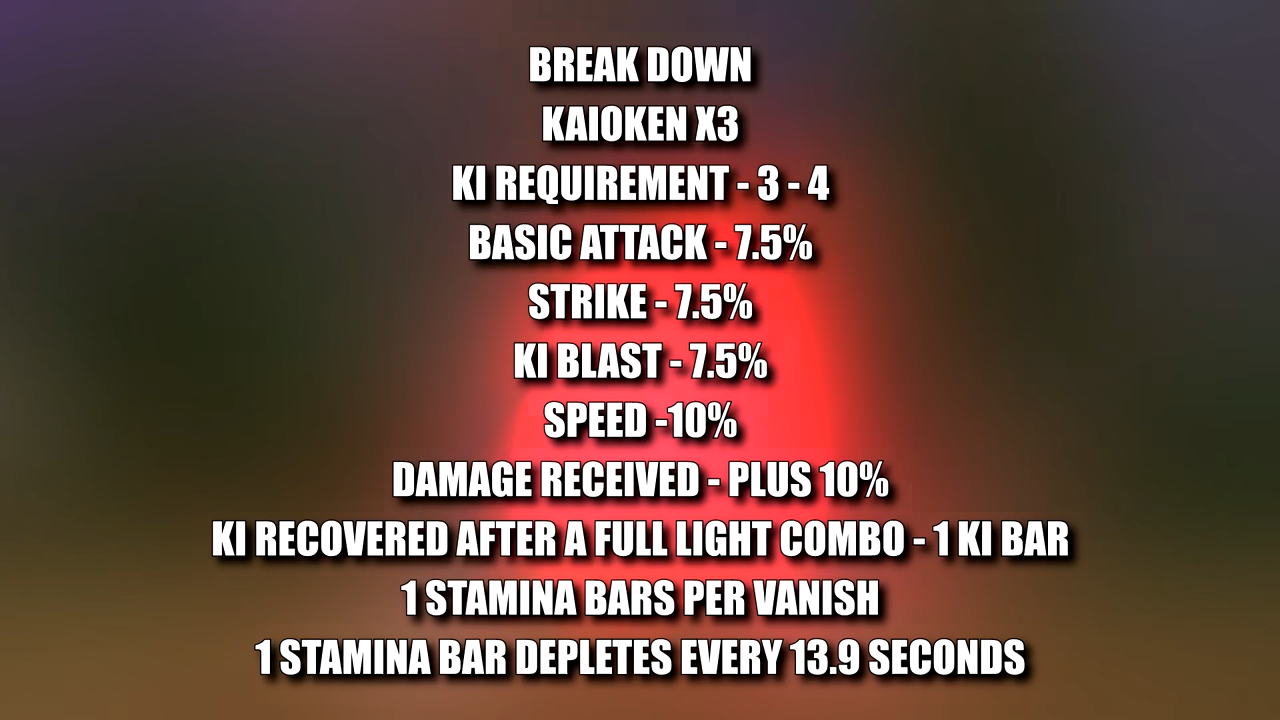 BREAK DOWN
KAIOKEN X3
KI REQUIREMENT - 3 - 4
BASIC ATTACK - 7.5%
STRIKE - 7.5%
KI BLAST - 7.5%
SPEED -10%
DAMAGE RECEIVED - PLUS 10%
KI RECOVERED AFTER A FULL LIGHT COMBO - 1 KI BAR
1 STAMINA BARS PER VANISH
1 STAMINA BAR DEPLETES EVERY 13.9 SECONDS